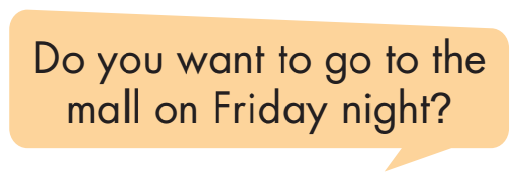 Do you want to go to the
mall on Friday night?